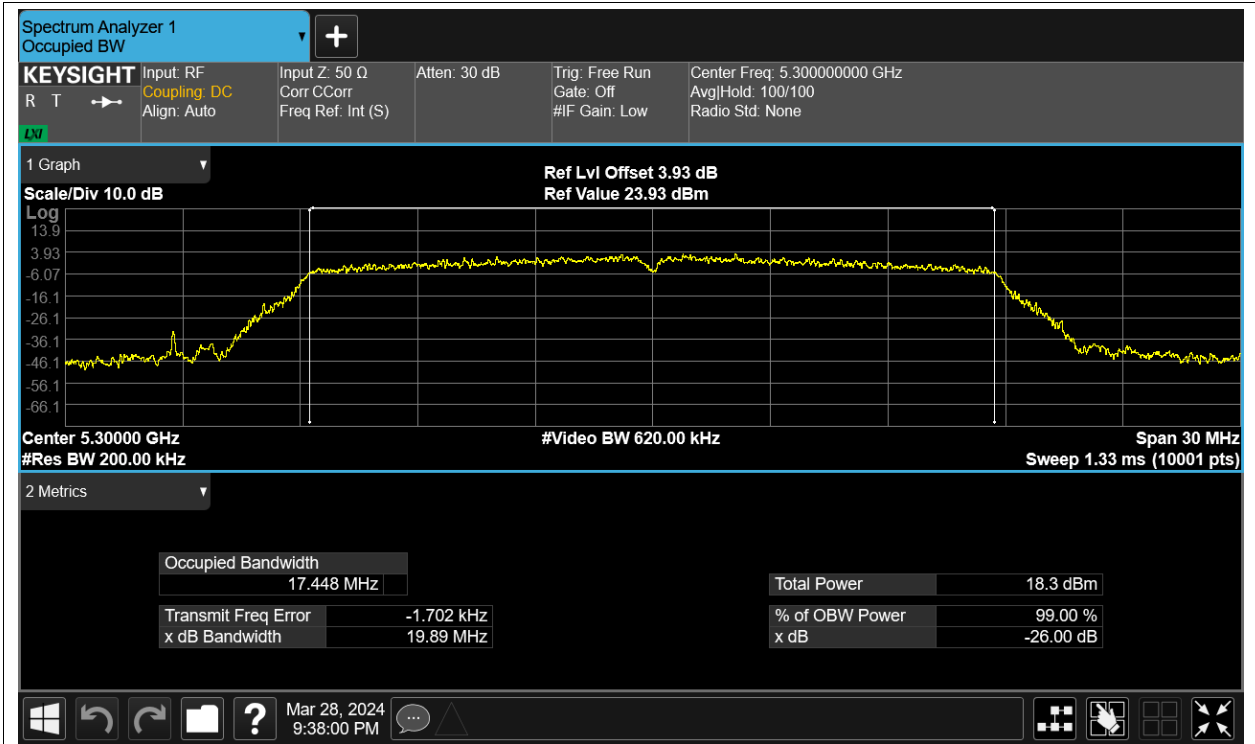 Spectrum Analyzer 1
Occupied BW
KEYSIGHT
R T
LXI
Input: RF
Coupling: DC
Align: Auto
Input Z: 50 Ω
Corr CCorr
Freq Ref: Int (S)
Atten: 30 dB
Trig: Free Run
Gate: Off
#IF Gain: Low
Center Freq: 5.300000000 GHz
Avg|Hold: 100/100
Radio Std: None
1 Graph
Scale/Div 10.0 dB
Ref Lvl Offset 3.93 dB
Ref Value 23.93 dBm
Log
13.9
3.93
-6.07
-16.1
-26.1
-36.1
-46.1
-56.1
-66.1
Center 5.30000 GHz
#Res BW 200.00 kHz
#Video BW 620.00 kHz
Span 30 MHz
Sweep 1.33 ms (10001 pts)
2 Metrics
Occupied Bandwidth
17.448 MHz
Transmit Freq Error -1.702 kHz
x dB Bandwidth 19.89 MHz
Total Power 18.3 dBm
% of OBW Power 99.00 %
x dB -26.00 dB
?
Mar 28, 2024
9:38:00 PM